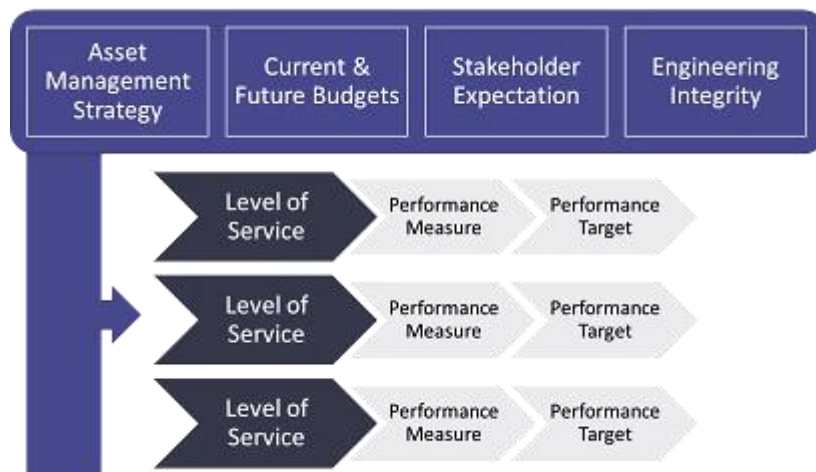 Asset
Management
Strategy
Current &
Future Budgets
Stakeholder
Expectation
Engineering
Integrity
Level of
Service
Performance
Measure
Performance
Target
Level of
Service
Performance
Measure
Performance
Target
Level of
Service
Performance
Measure
Performance
Target